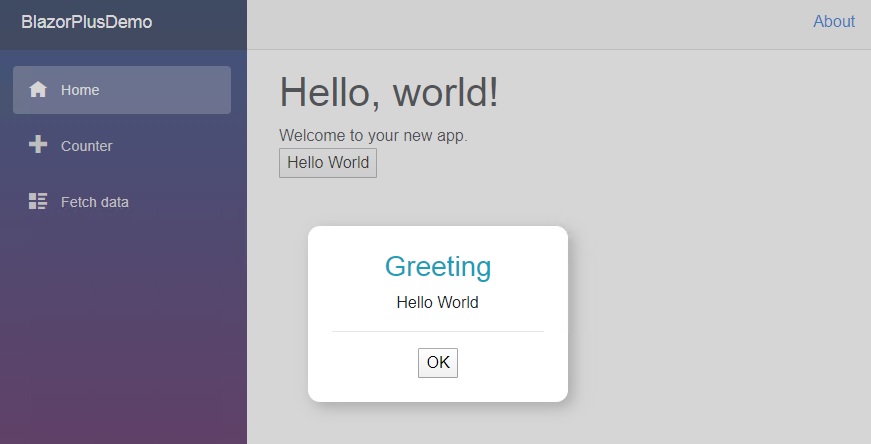 BlazorPlusDemo
About
Home
Counter
Fetch data
Hello, world!
Welcome to your new app.
Hello World
Greeting
Hello World
OK